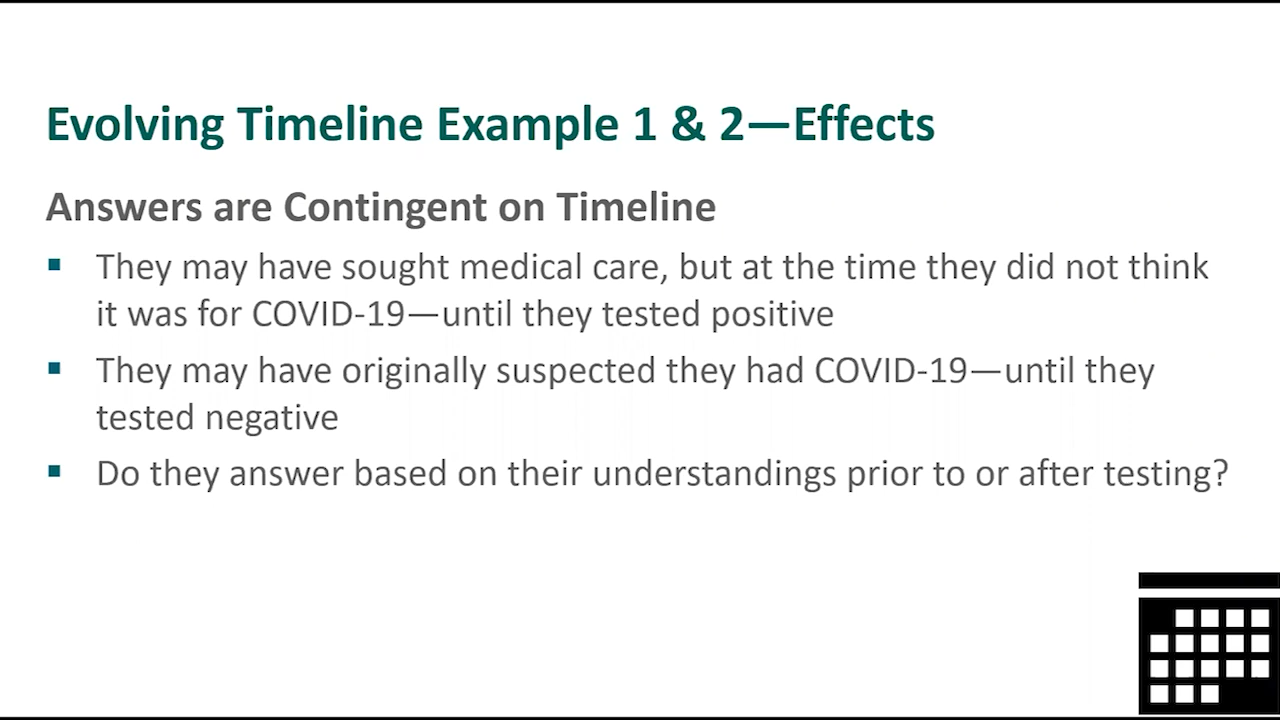 Evolving Timeline Example 1 & 2—Effects
Answers are Contingent on Timeline
▪ They may have sought medical care, but at the time they did not think
it was for COVID-19—until they tested positive
▪ They may have originally suspected they had COVID-19—until they
tested negative
▪ Do they answer based on their understandings prior to or after testing?